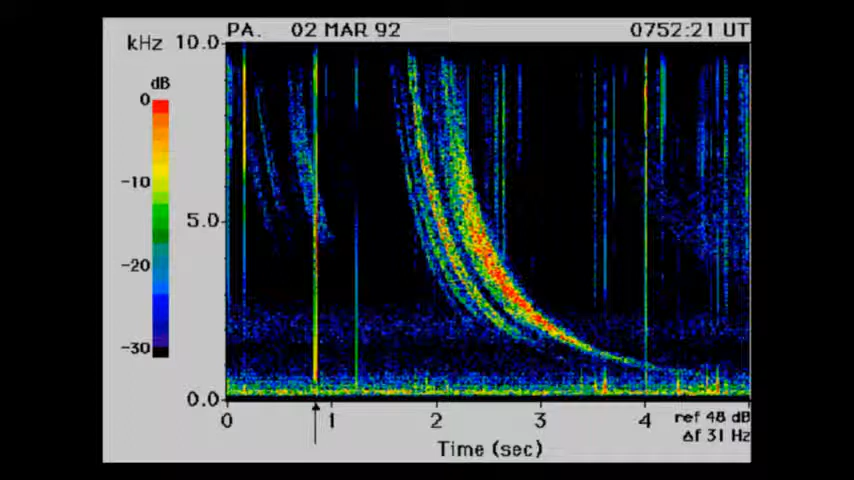 PA. 02 MAR 92 0752:21 UT
kHz
10.0
dB
0
-10
5.0
-20
-30
0.0
0 1 2 3 4
ref 48 dB
Δf 31 Hz
Time (sec)